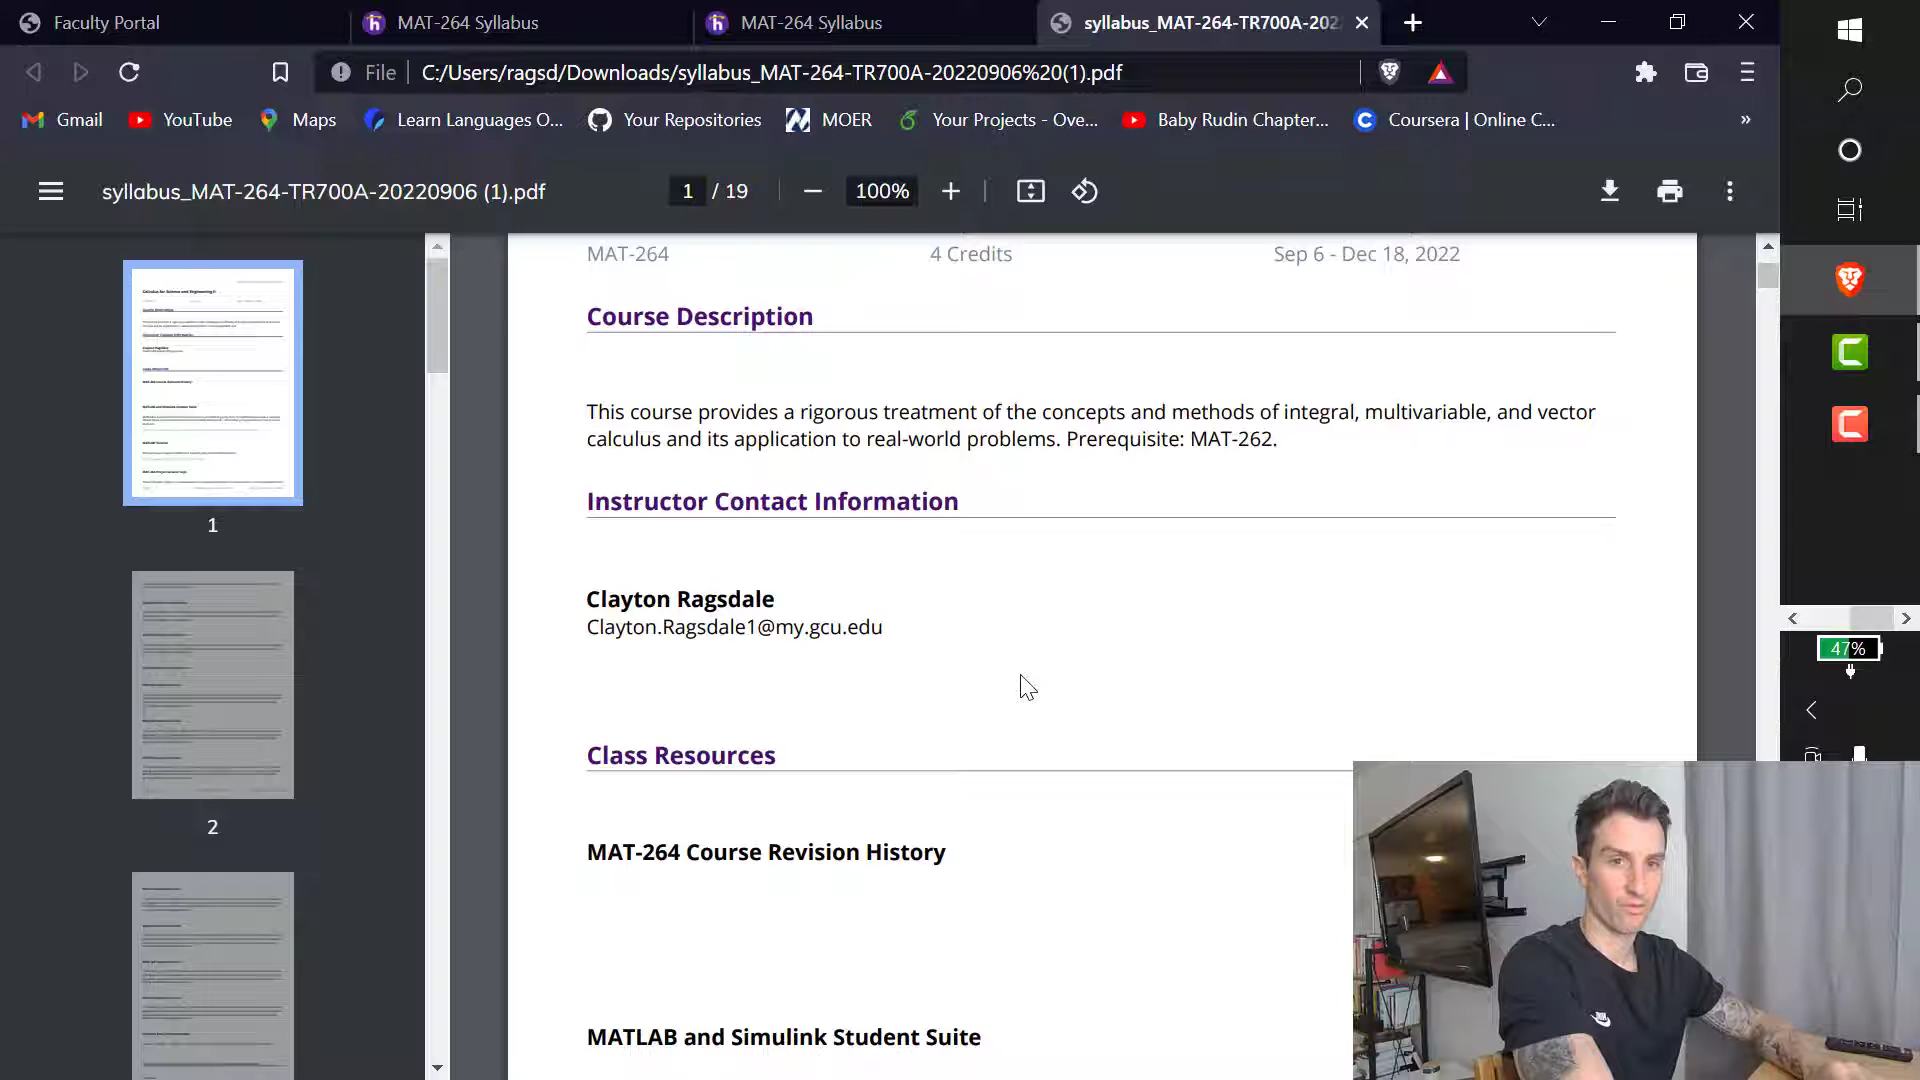 Faculty Portal
MAT-264 Syllabus
MAT-264 Syllabus
syllabus_MAT-264-TR700A-202
File
C:/Users/ragsd/Downloads/syllabus_MAT-264-TR700A-20220906%20(1).pdf
Gmail
YouTube
Maps
Learn Languages O...
Your Repositories
MOER
Your Projects - Ove...
Baby Rudin Chapter...
Coursera | Online C...
»
syllabus_MAT-264-TR700A-20220906 (1).pdf
1 / 19
100%
1
2
MAT-264
4 Credits
Sep 6 - Dec 18, 2022
Course Description
This course provides a rigorous treatment of the concepts and methods of integral, multivariable, and vector
calculus and its application to real-world problems. Prerequisite: MAT-262.
Instructor Contact Information
Clayton Ragsdale
Clayton.Ragsdale1@my.gcu.edu
Class Resources
MAT-264 Course Revision History
MATLAB and Simulink Student Suite
47%